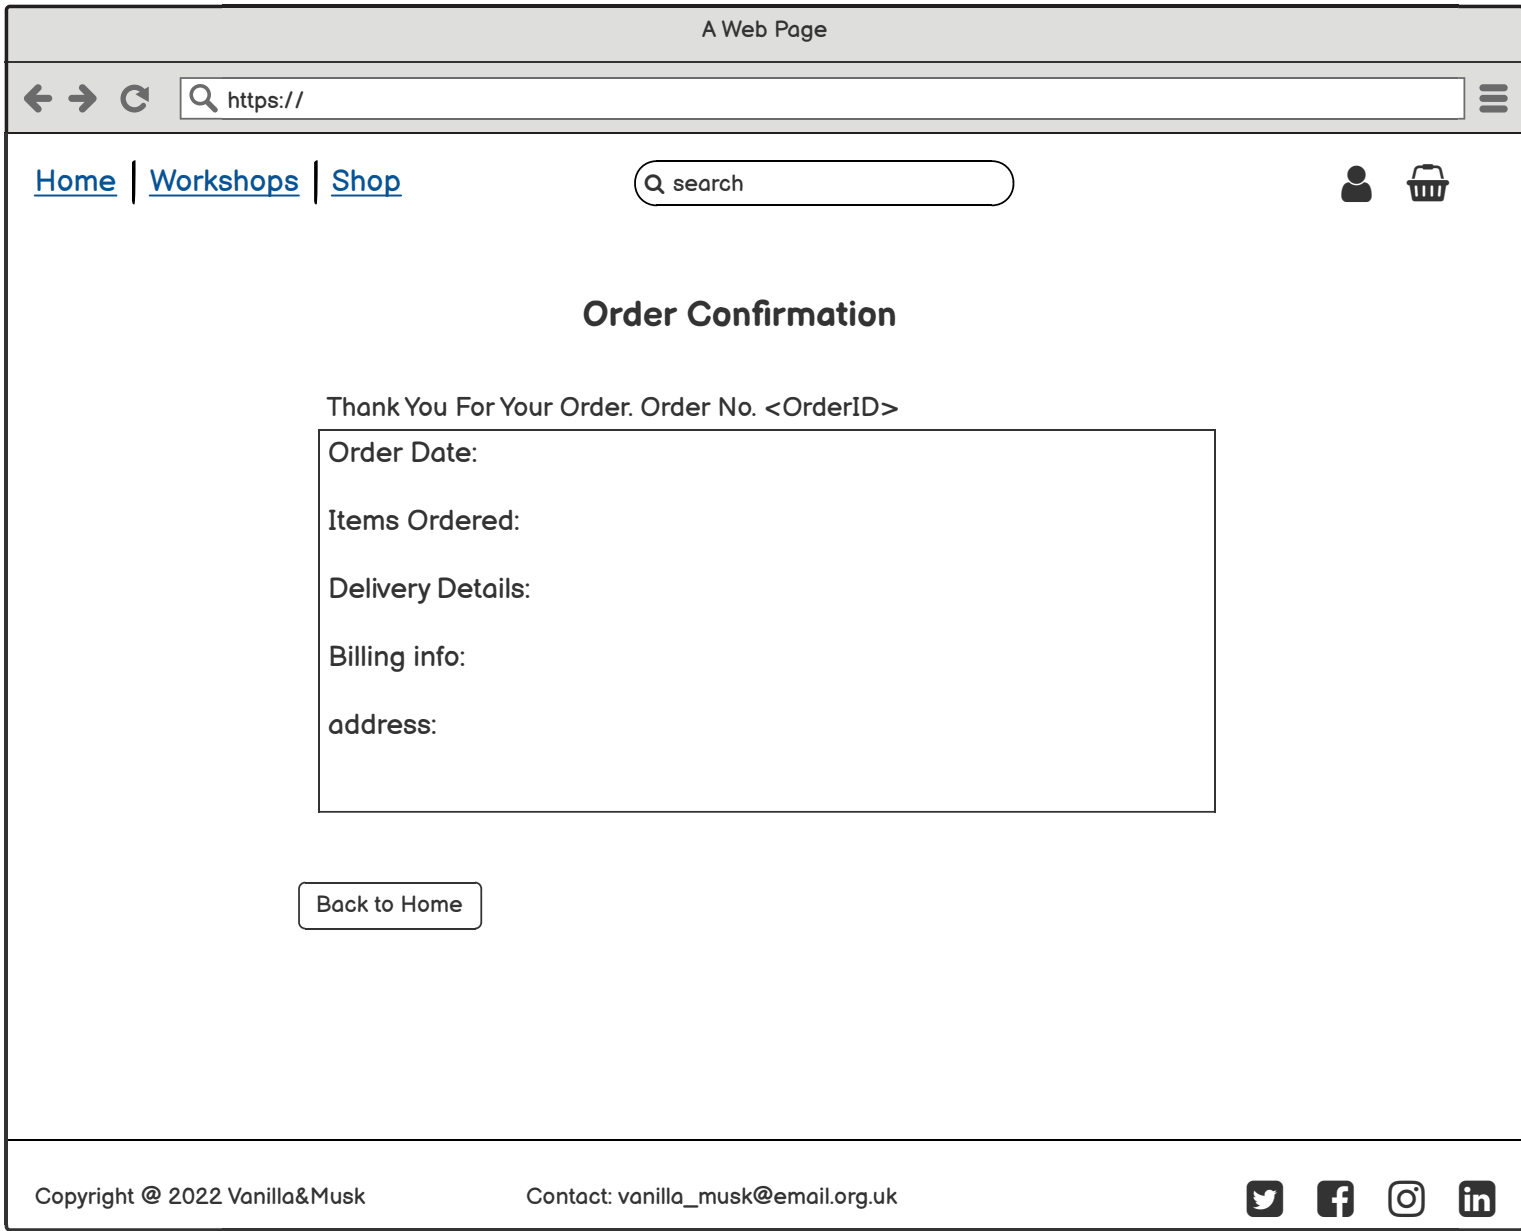 A Web Page
https://
Home Workshops Shop search
Order Confirmation
Thank You For Your Order. Order No. <OrderID>
Order Date:
Items Ordered:
Delivery Details:
Billing info:
address:
Back to Home
Copyright @ 2022 Vanilla&Musk Contact: vanilla_musk@email.org.uk